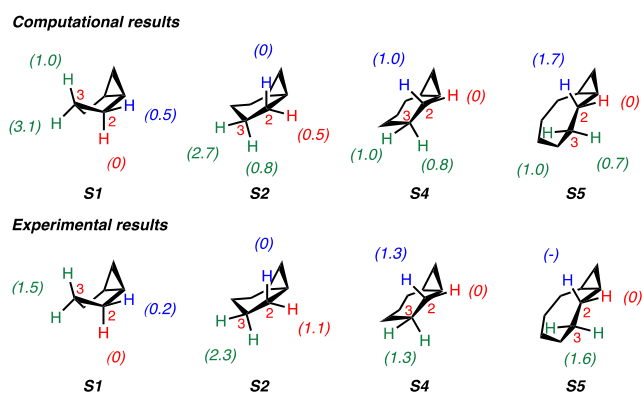 Computational results
(1.0) H 3 H (3.1) H (0.5) 2 H (0) S1
(0) H H (0.5) 2 H 3 H (2.7) (0.8) S2
(1.0) H H (0) 3 2 H H (1.0) (0.8) S4
(1.7) H H (0) 2 H 3 H (1.0) (0.7) S5
Experimental results
H 3 (1.5) H H (0.2) 2 H (0) S1
(0) H H (1.1) 2 H 3 H (2.3) S2
(1.3) H H (0) 3 2 H H (1.3) S4
(-) H H (0) 2 H H 3 (1.6) S5